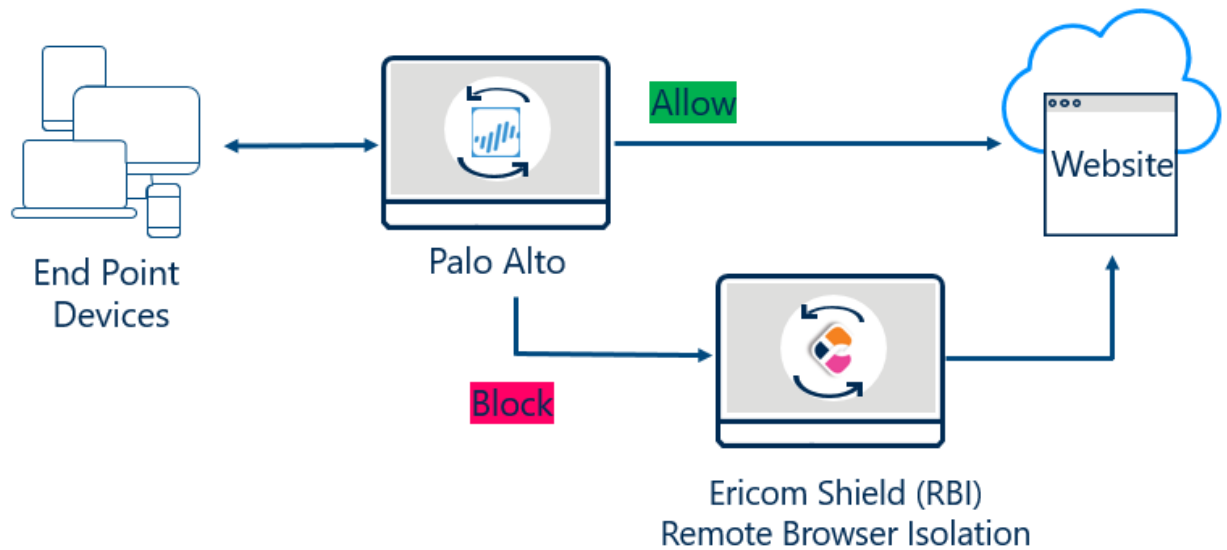 Allow
Website
Palo Alto
End Point
Devices
Block
Ericom Shield (RBI)
Remote Browser Isolation